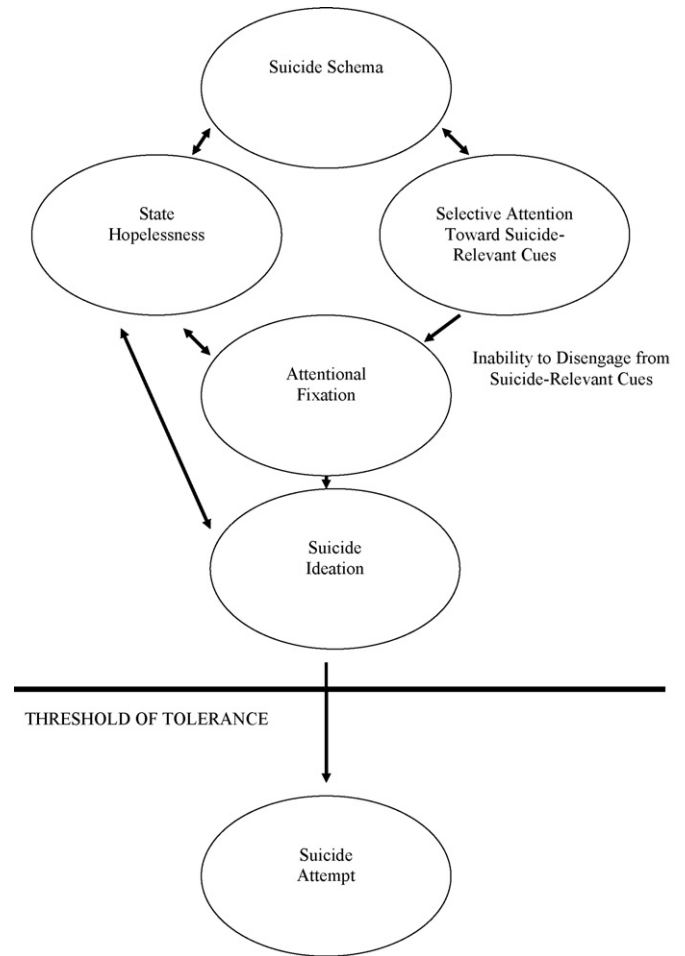 Suicide Schema
State
Hopelessness
Selective Attention
Toward Suicide-
Relevant Cues
Attentional
Fixation
Inability to Disengage from
Suicide-Relevant Cues
Suicide
Ideation
THRESHOLD OF TOLERANCE
Suicide
Attempt